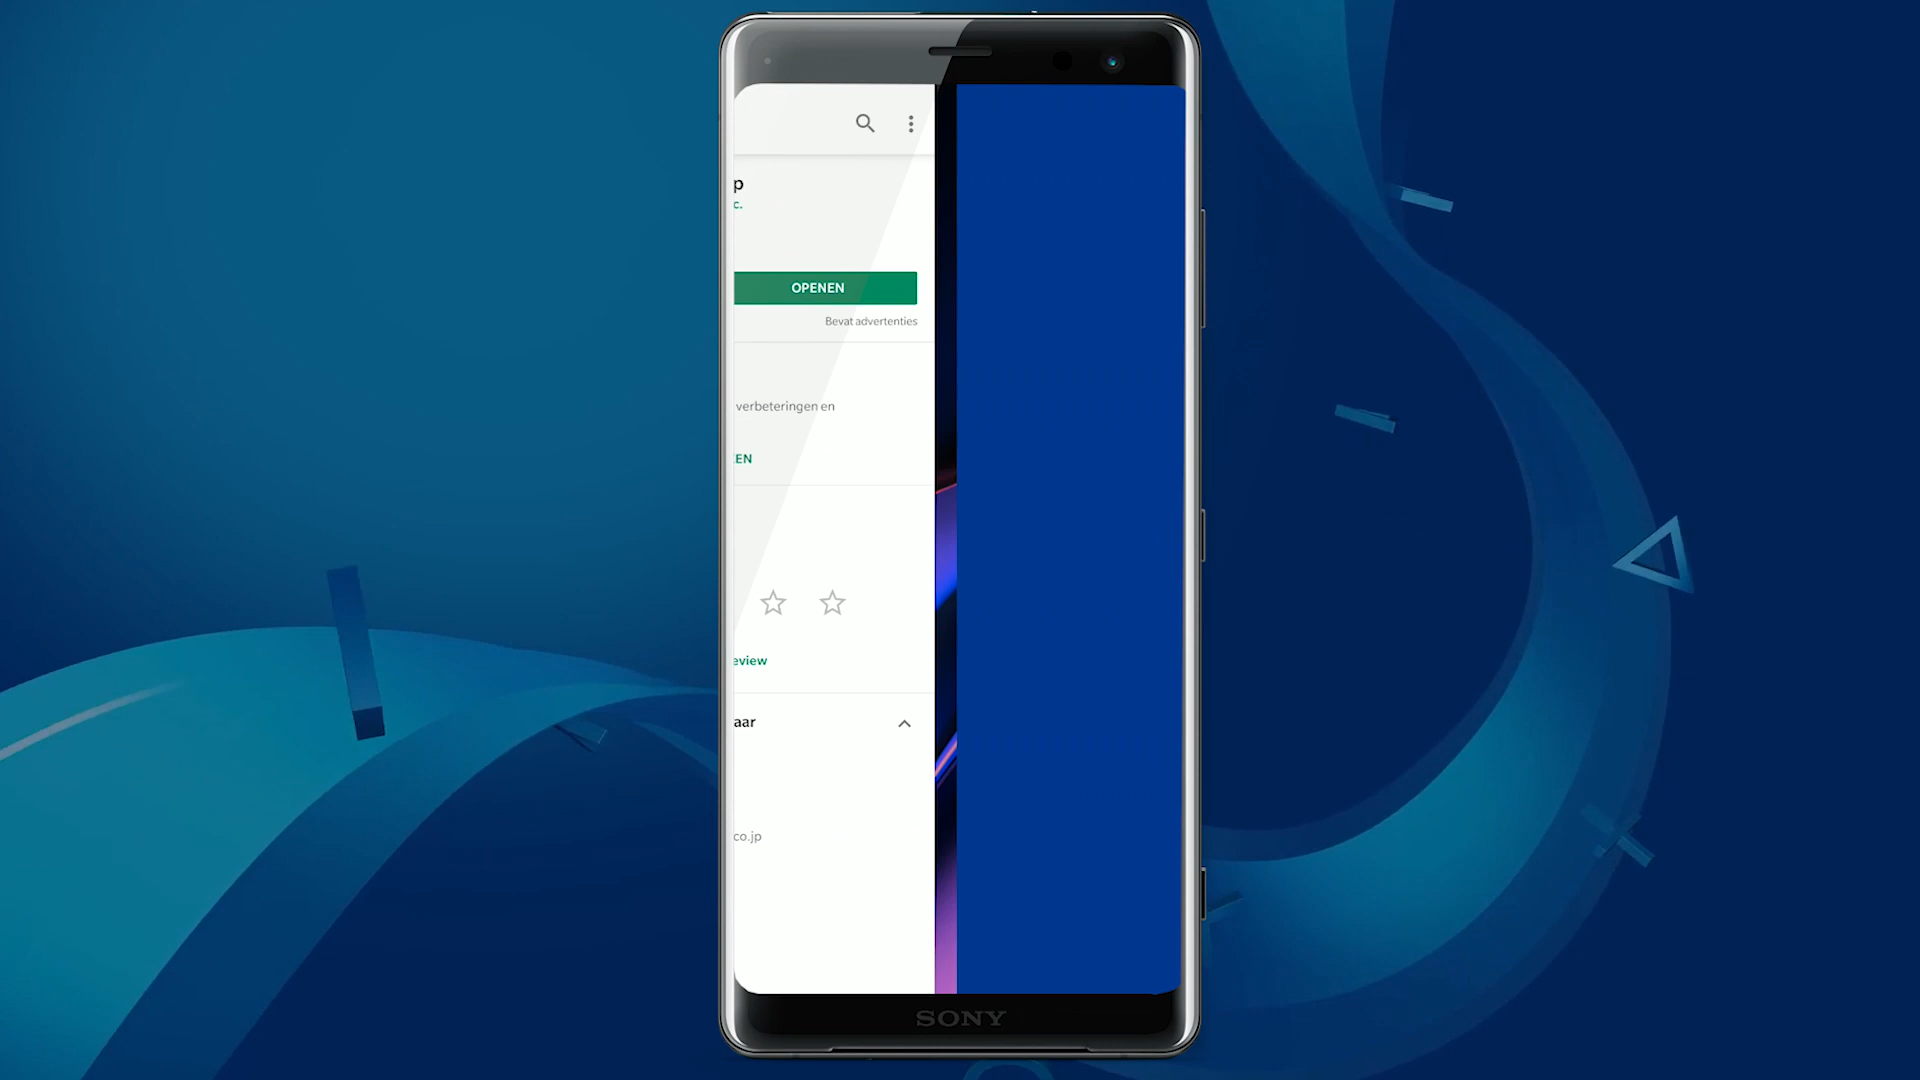 p
c.
OPENEN
Bevat advertenties
verbeteringen en
EN
eview
aar
co.jp
SONY